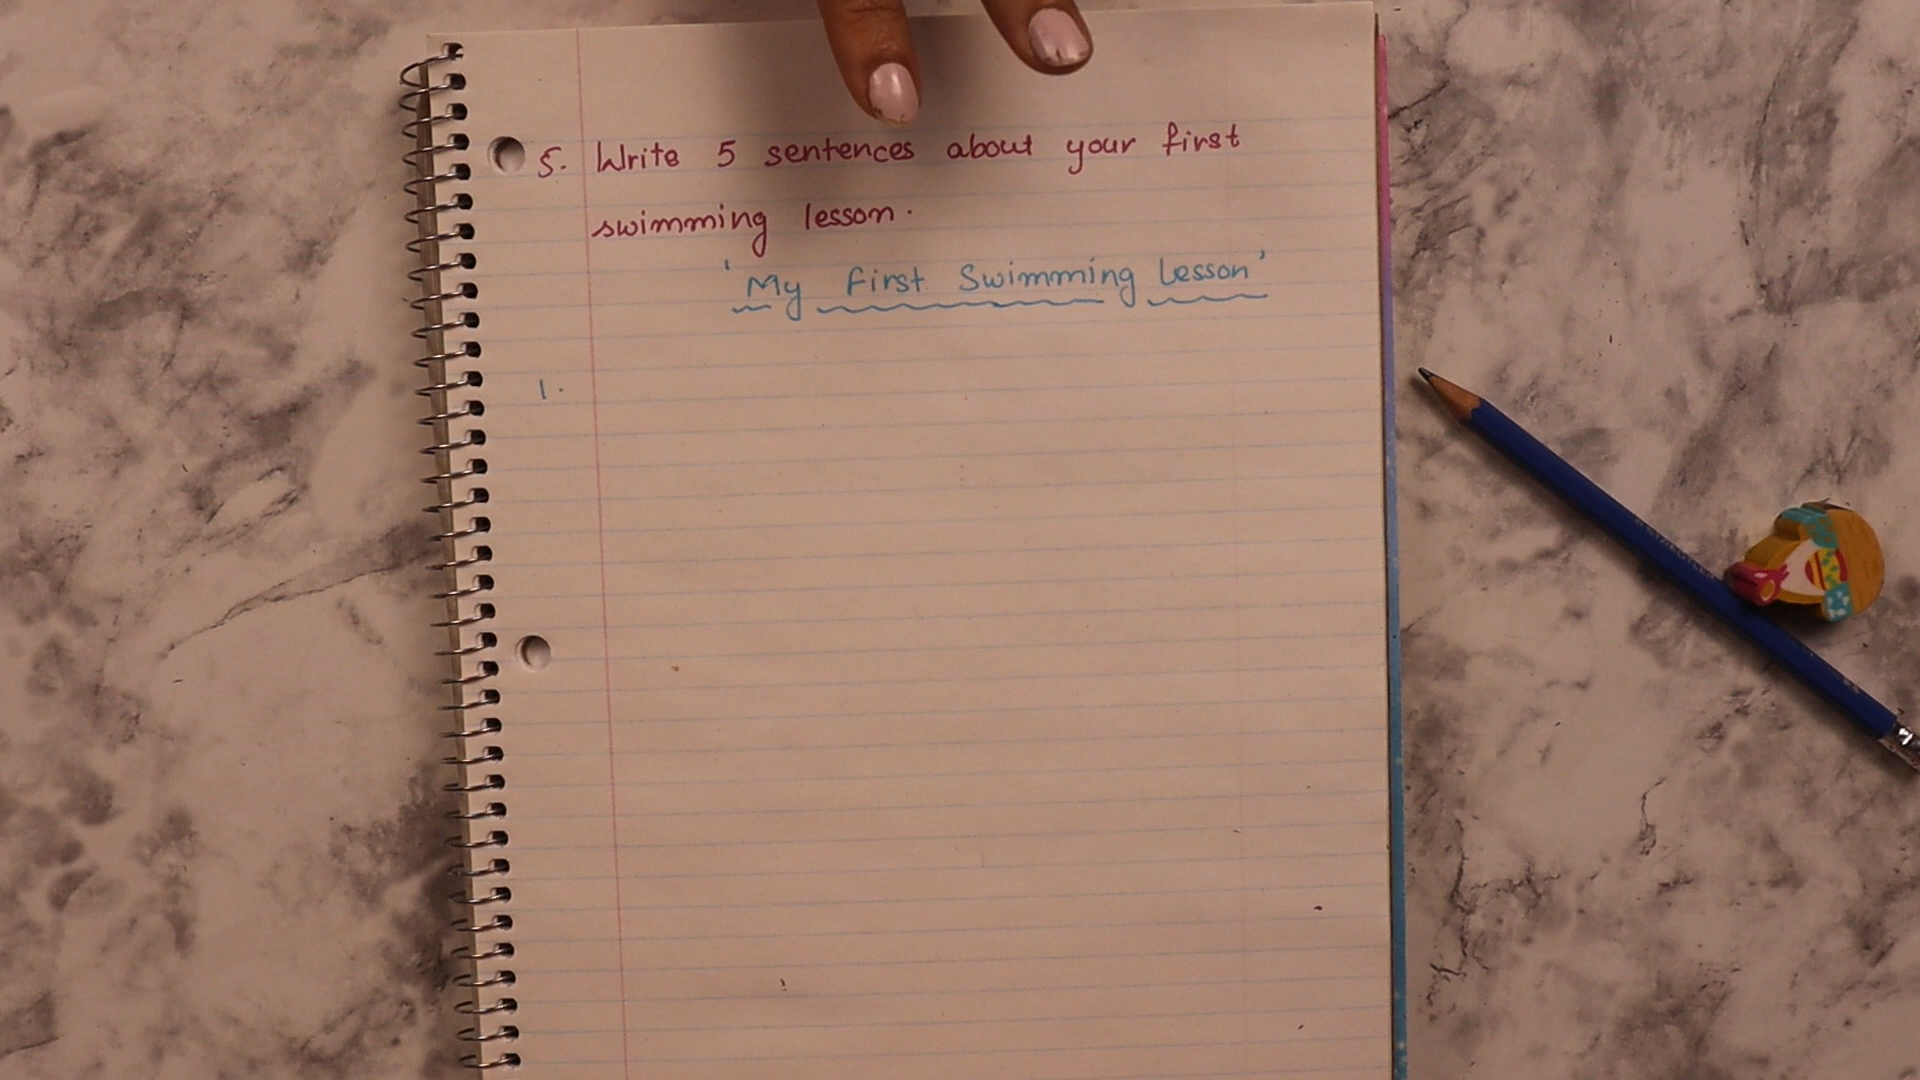 5. Write 5 sentences about your first
swimming lesson.
'My First Swimming Lesson'
1.